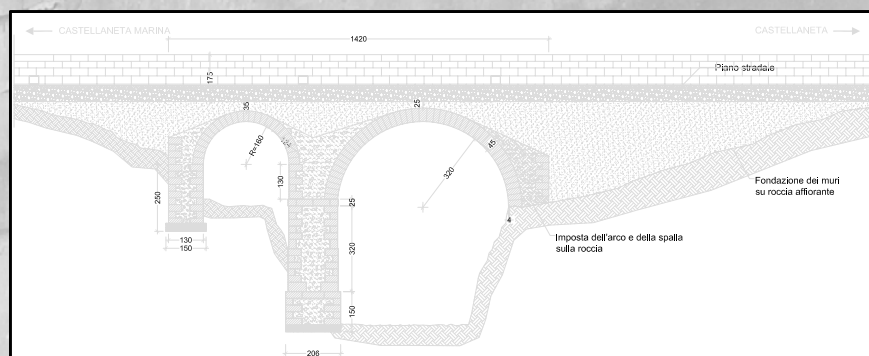 CASTELLANETA MARINA
CASTELLANETA
1420
Piano stradale
175
35
25
R=160
45
130
320
250
25
Fondazione dei muri
su roccia affiorante
4
Imposta dell'arco e della spalla
sulla roccia
130
150
320
150
206